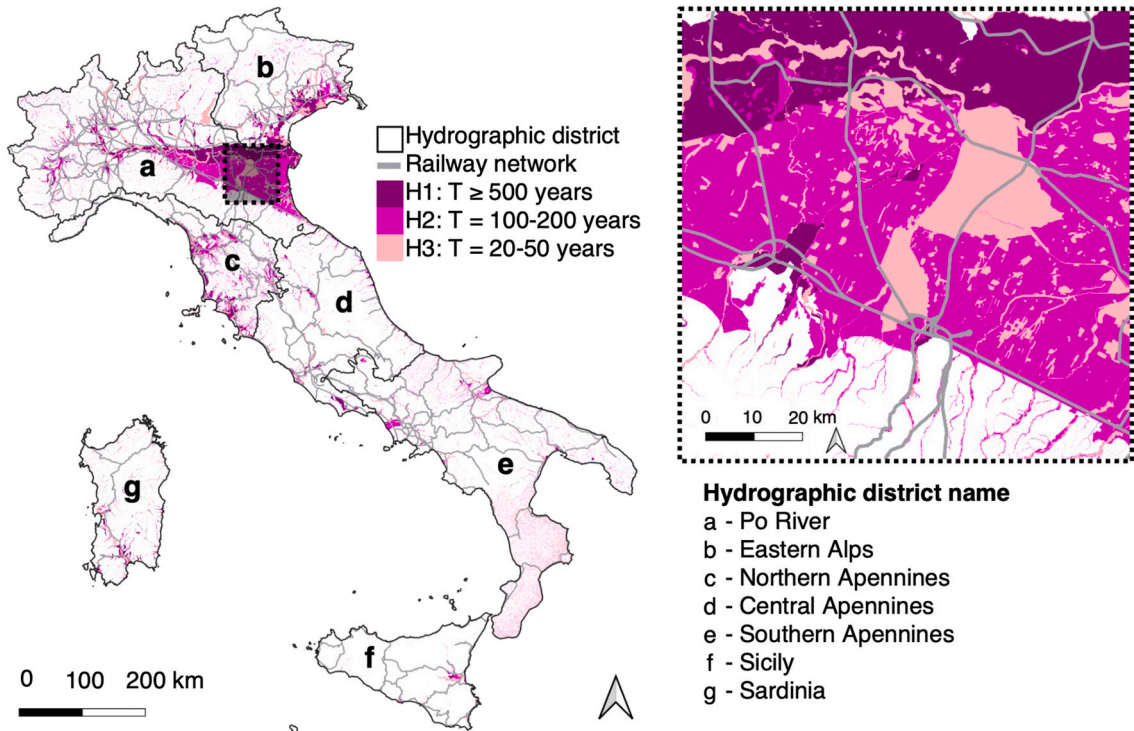 b
a
c
d
e
f
g
Hydrographic district
Railway network
H1: T ≥ 500 years
H2: T = 100-200 years
H3: T = 20-50 years
0 100 200 km
0 10 20 km
Hydrographic district name
a - Po River
b - Eastern Alps
c - Northern Apennines
d - Central Apennines
e - Southern Apennines
f - Sicily
g - Sardinia